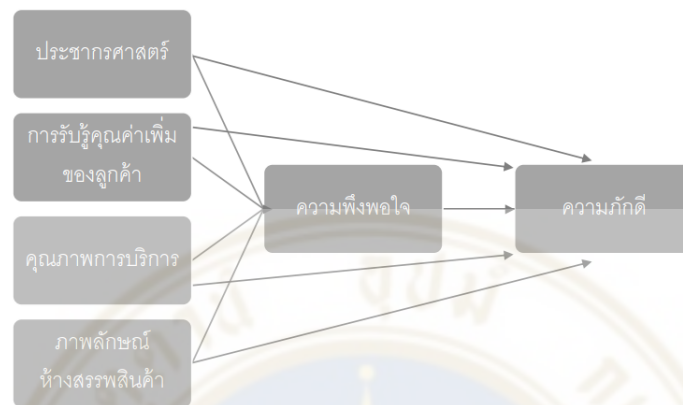 ประชากรศาสตร์
การรับรู้คุณค่าเพิ่ม
ของลูกค้า
ความพึงพอใจ
ความภักดี
คุณภาพการบริการ
ภาพลักษณ์
ห้างสรรพสินค้า